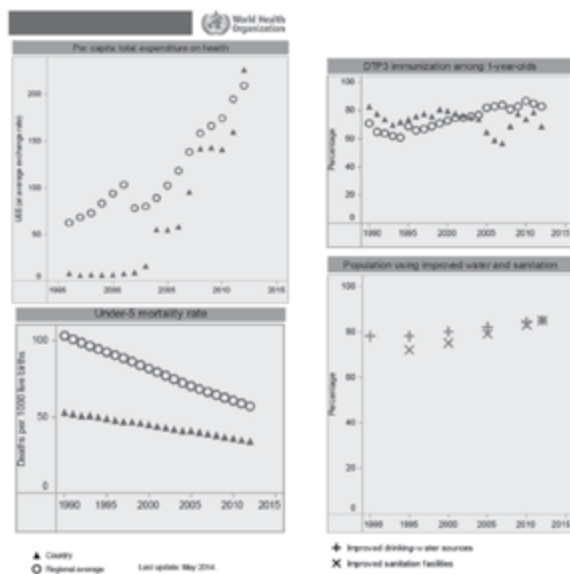 World Health
Organization
Per capita total expenditure on health
US$ (at average exchange rate)
200
150
100
50
0
1995
2000
2005
2010
2015
DTP3 immunization among 1-year-olds
Percentage
100
80
60
40
20
0
1990
1995
2000
2005
2010
2015
Under-5 mortality rate
Deaths per 1000 live births
100
50
0
1990
1995
2000
2005
2010
2015
Population using improved water and sanitation
Percentage
100
80
60
40
20
0
1990
1995
2000
2005
2010
2015
Country
Regional average
Last update: May 2014.
Improved drinking-water sources
Improved sanitation facilities